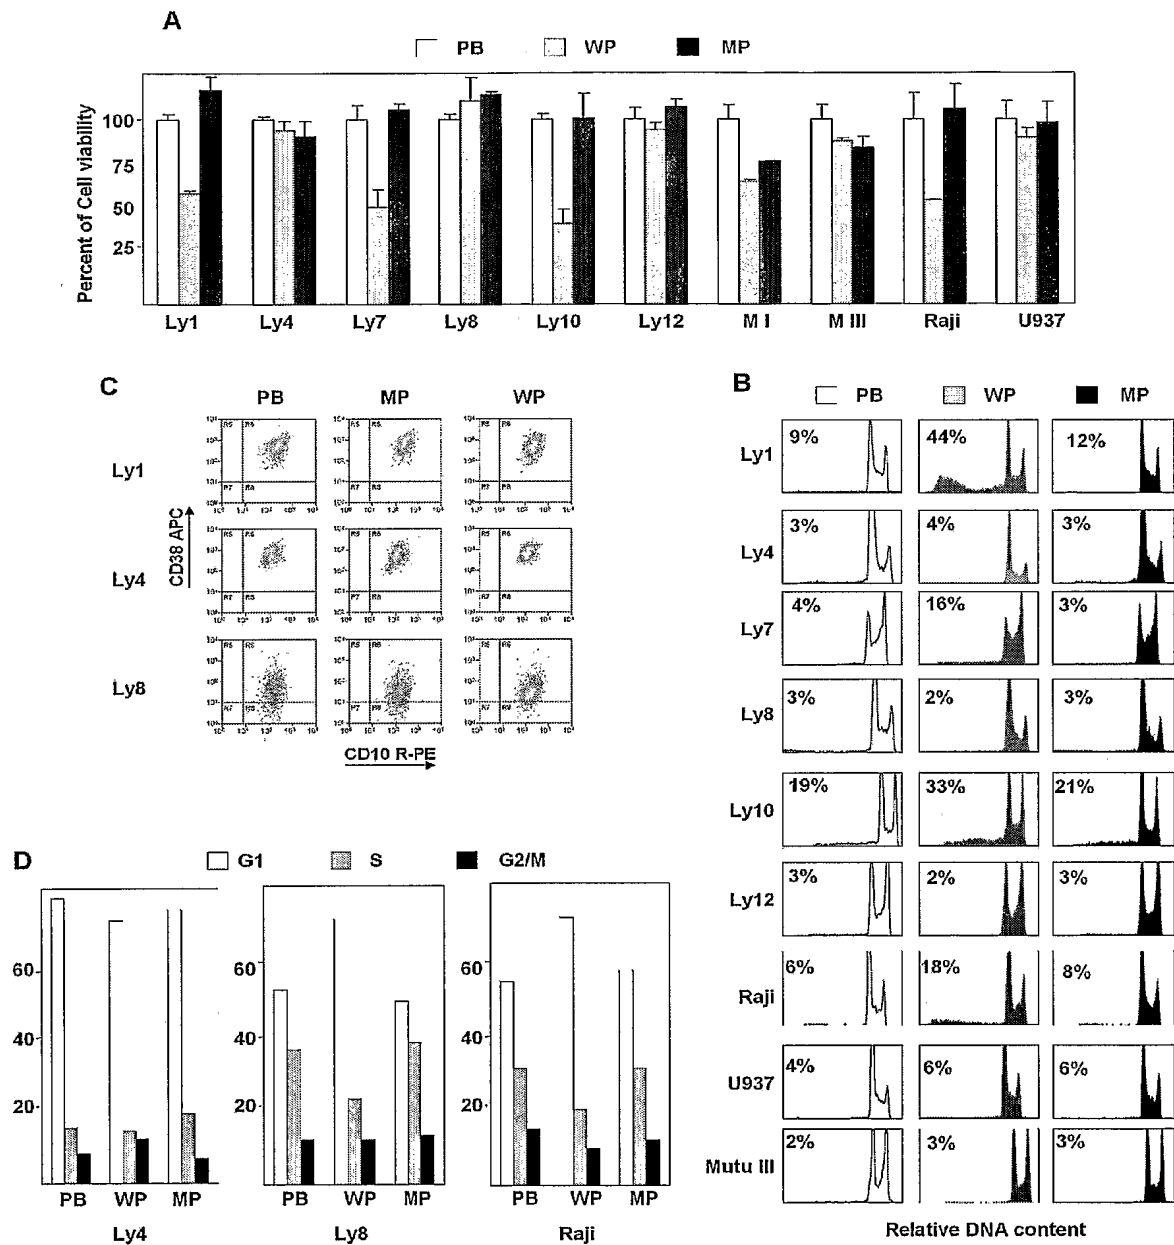 A
PB WP MP
Percent of Cell viability
100
75
50
25
Ly1 Ly4 Ly7 Ly8 Ly10 Ly12 M I M III Raji U937
C
PB MP WP
Ly1
Ly4
Ly8
CD38 APC
CD10 R-PE
B
PB WP MP
Ly1 9% 44% 12%
Ly4 3% 4% 3%
Ly7 4% 16% 3%
Ly8 3% 2% 3%
Ly10 19% 33% 21%
Ly12 3% 2% 3%
Raji 6% 18% 8%
U937 4% 6% 6%
Mutu III 2% 3% 3%
Relative DNA content
D
G1 S G2/M
60 60 60
40 40 40
20 20 20
PB WP MP PB WP MP PB WP MP
Ly4 Ly8 Raji